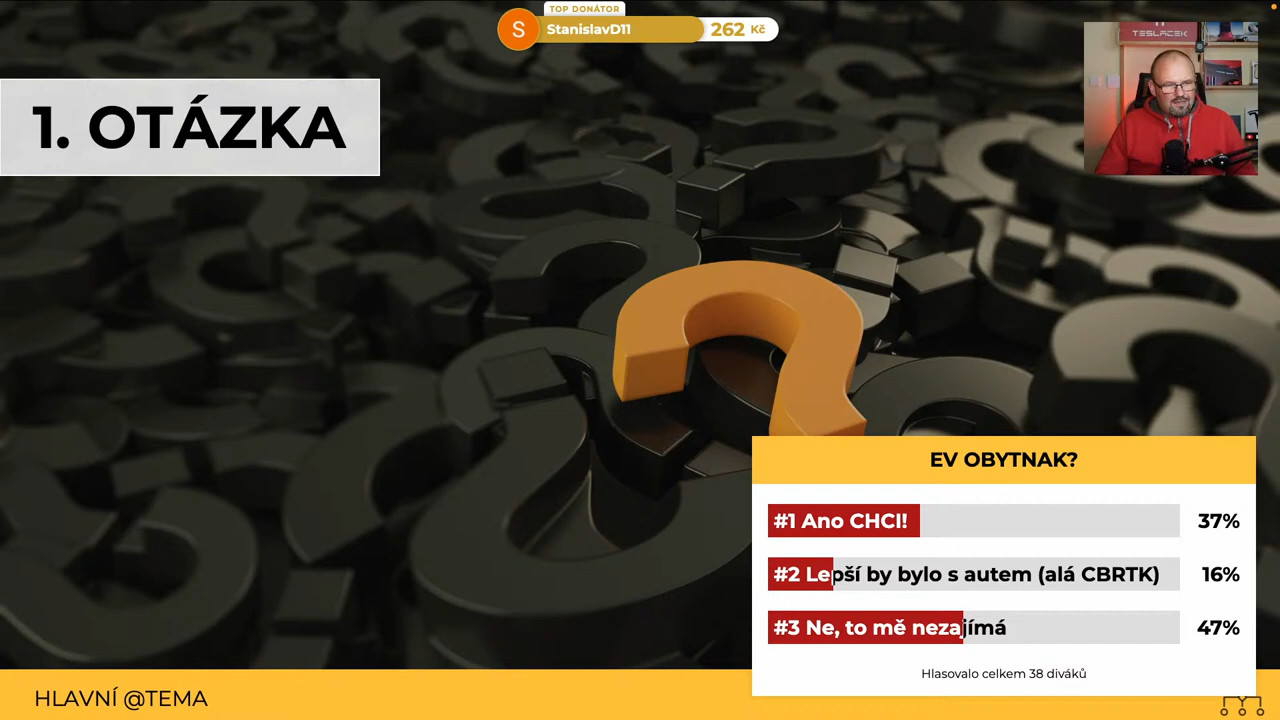 TOP DONÁTOR
S
StanislavD11
262 Kč
TESLÁCEK
1. OTÁZKA
EV OBYTNAK?
#1 Ano CHCI!
37%
#2 Lepší by bylo s autem (alá CBRTK)
16%
#3 Ne, to mě nezajímá
47%
Hlasovalo celkem 38 diváků
HLAVNÍ @TEMA